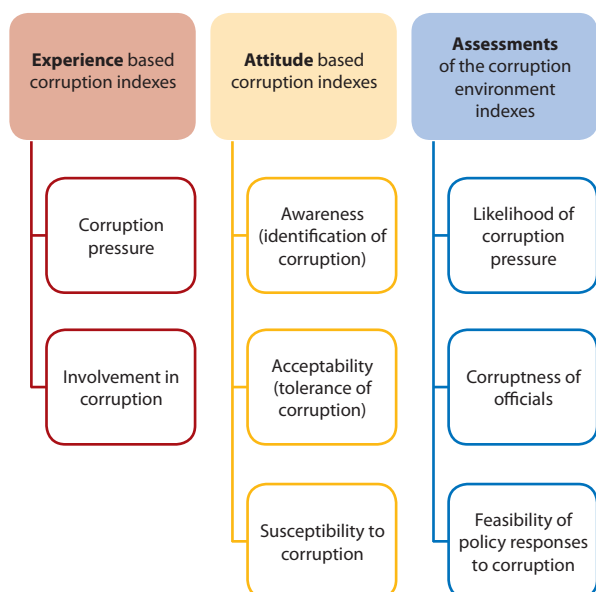 Experience based
corruption indexes
Corruption
pressure
Involvement in
corruption
Attitude based
corruption indexes
Awareness
(identification of
corruption)
Acceptability
(tolerance of
corruption)
Susceptibility to
corruption
Assessments
of the corruption
environment
indexes
Likelihood of
corruption
pressure
Corruptness of
officials
Feasibility of
policy responses
to corruption